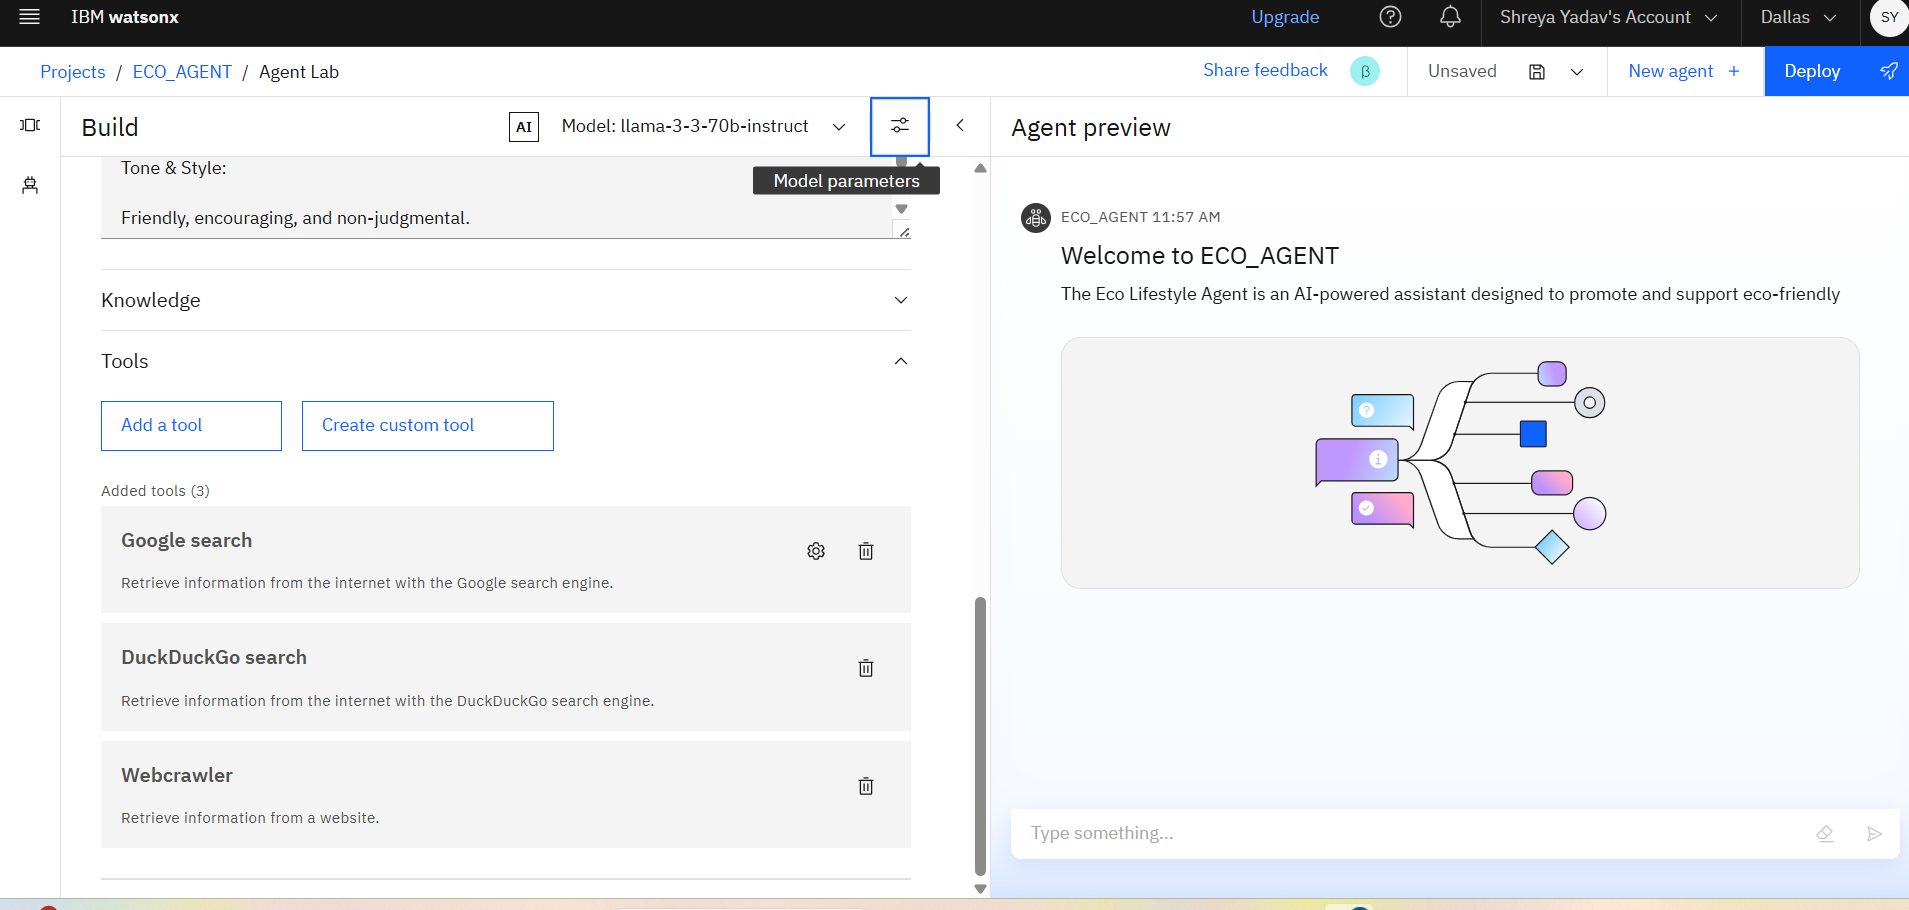 IBM watsonx
Upgrade
Shreya Yadav's Account
Dallas
SY
Projects / ECO_AGENT / Agent Lab
Share feedback
β
Unsaved
New agent +
Deploy
Build
AI
Model: llama-3-3-70b-instruct
Agent preview
Model parameters
Tone & Style:
Friendly, encouraging, and non-judgmental.
Knowledge
Tools
Add a tool
Create custom tool
Added tools (3)
Google search
Retrieve information from the internet with the Google search engine.
DuckDuckGo search
Retrieve information from the internet with the DuckDuckGo search engine.
Webcrawler
Retrieve information from a website.
ECO_AGENT 11:57 AM
Welcome to ECO_AGENT
The Eco Lifestyle Agent is an AI-powered assistant designed to promote and support eco-friendly
Type something...